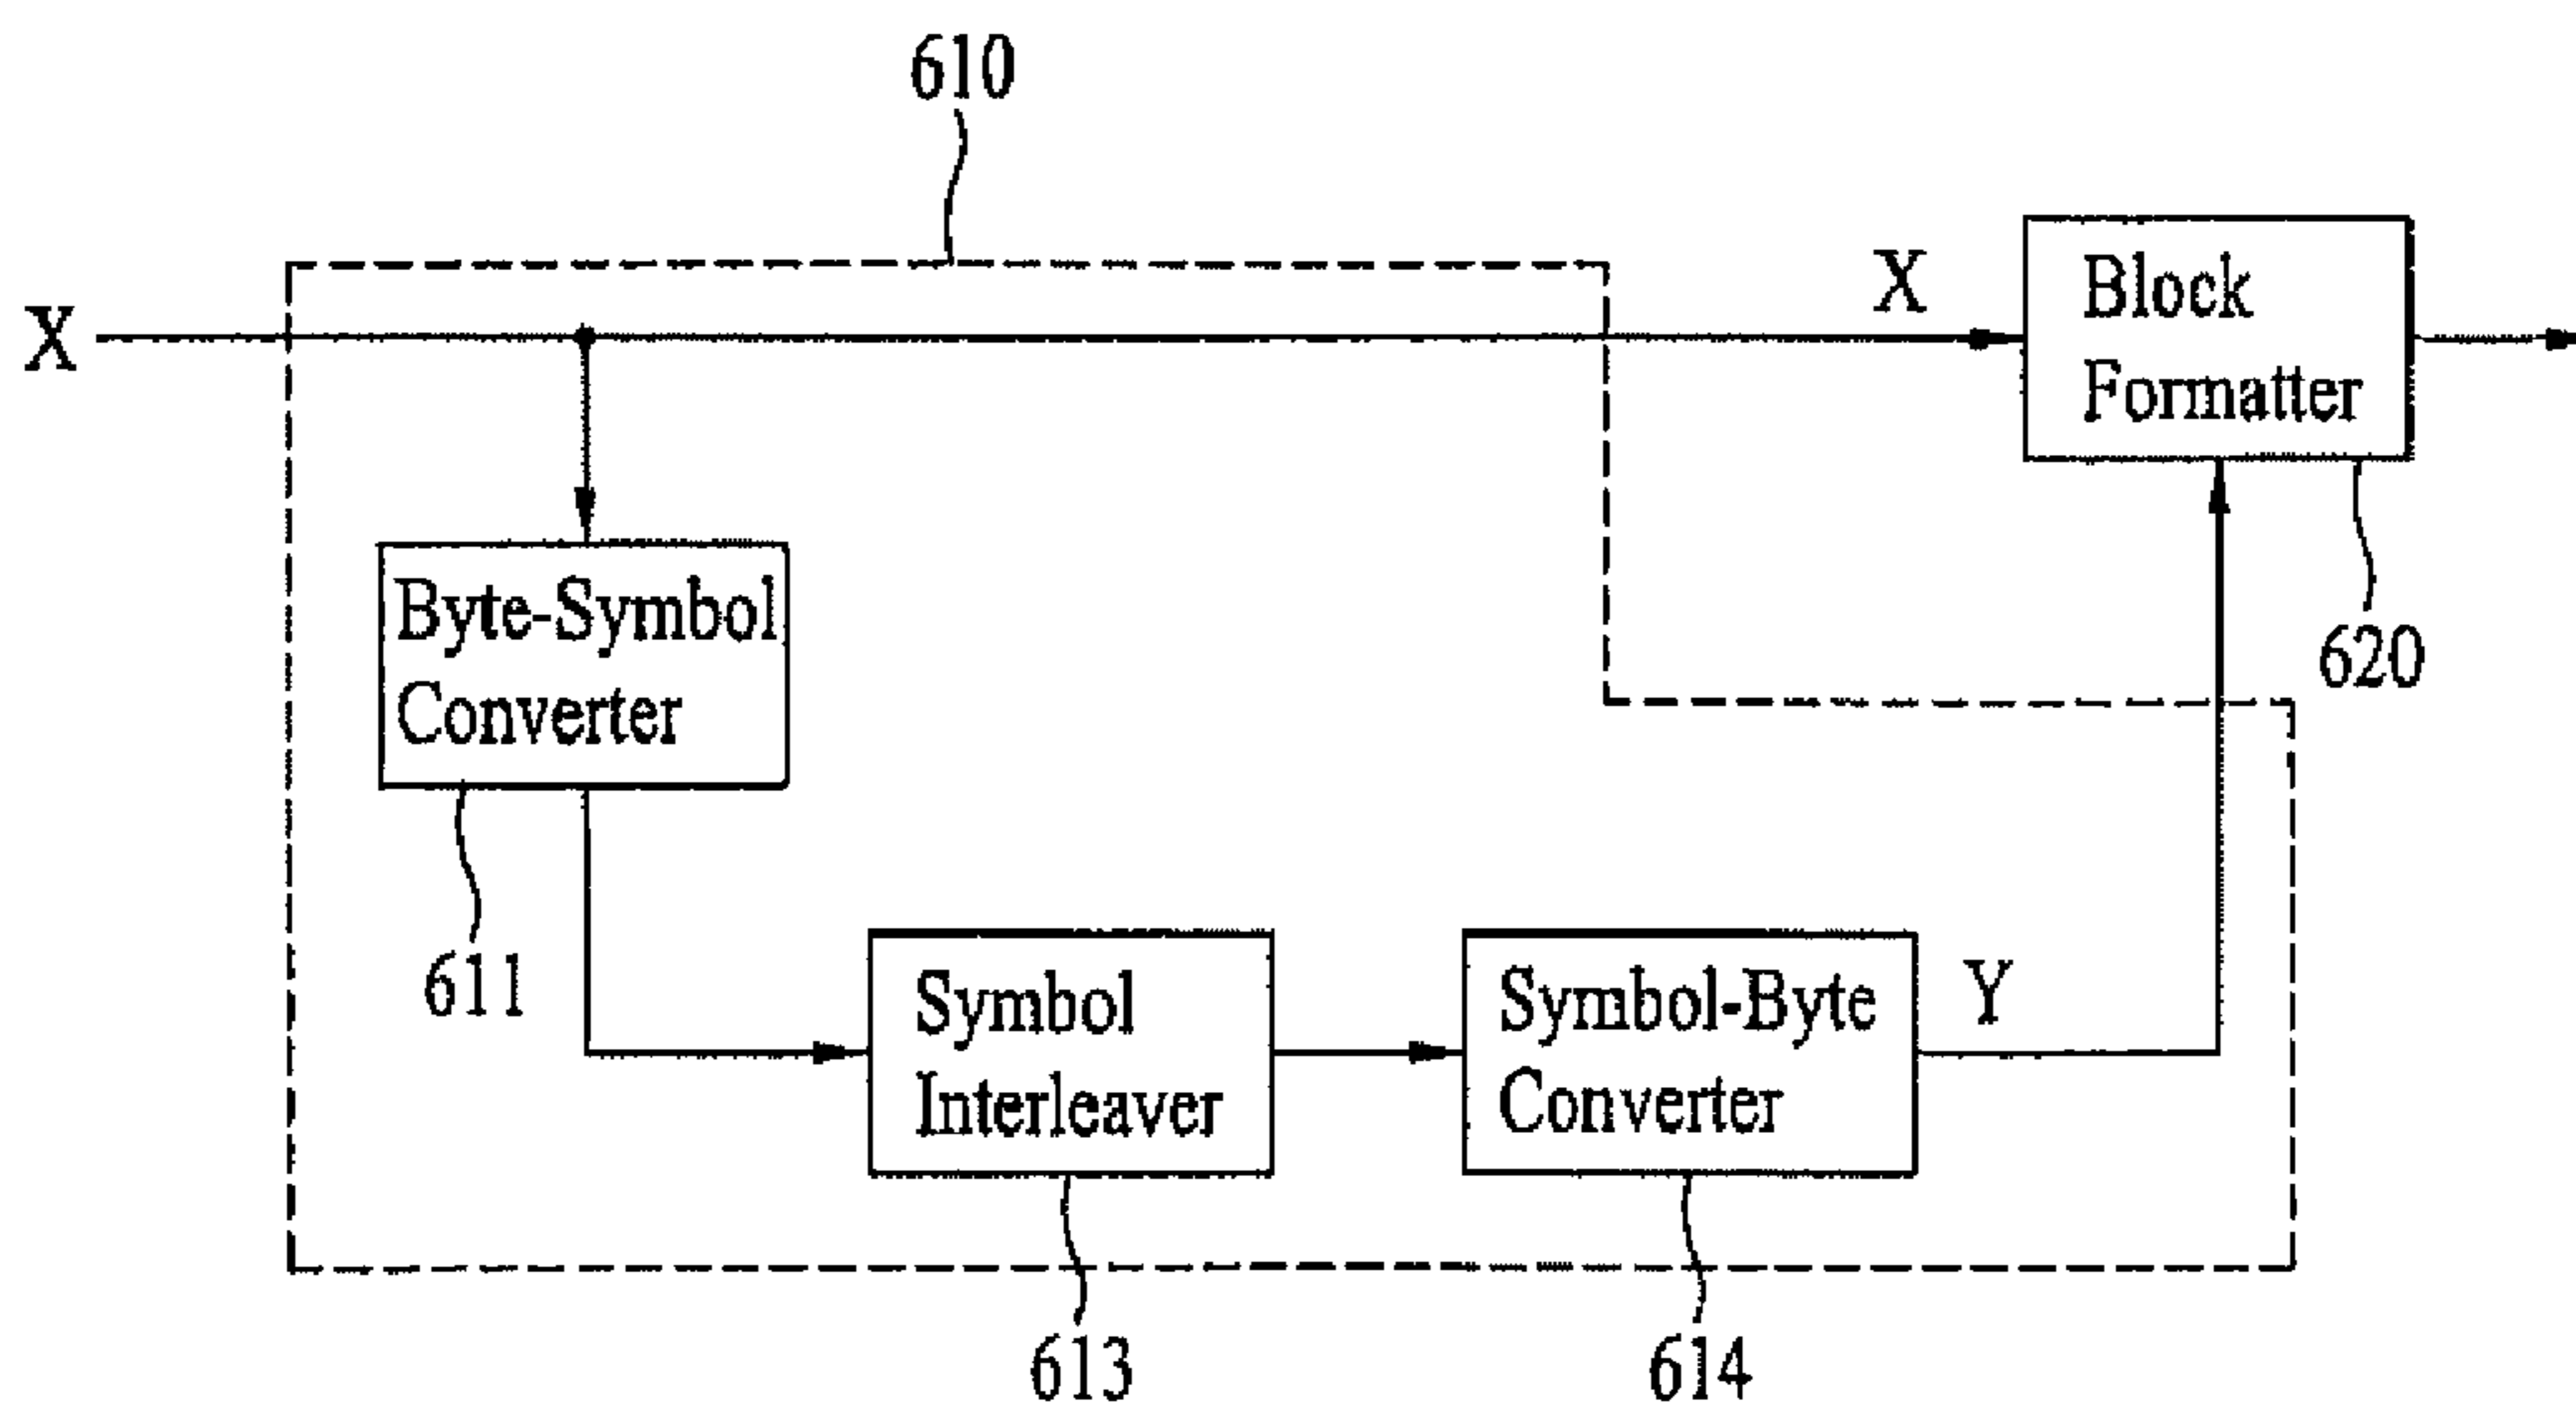 610
X
X
Block
Formatter
Byte-Symbol
Converter
620
611
Symbol
Interleaver
Symbol-Byte
Converter
Y
613
614